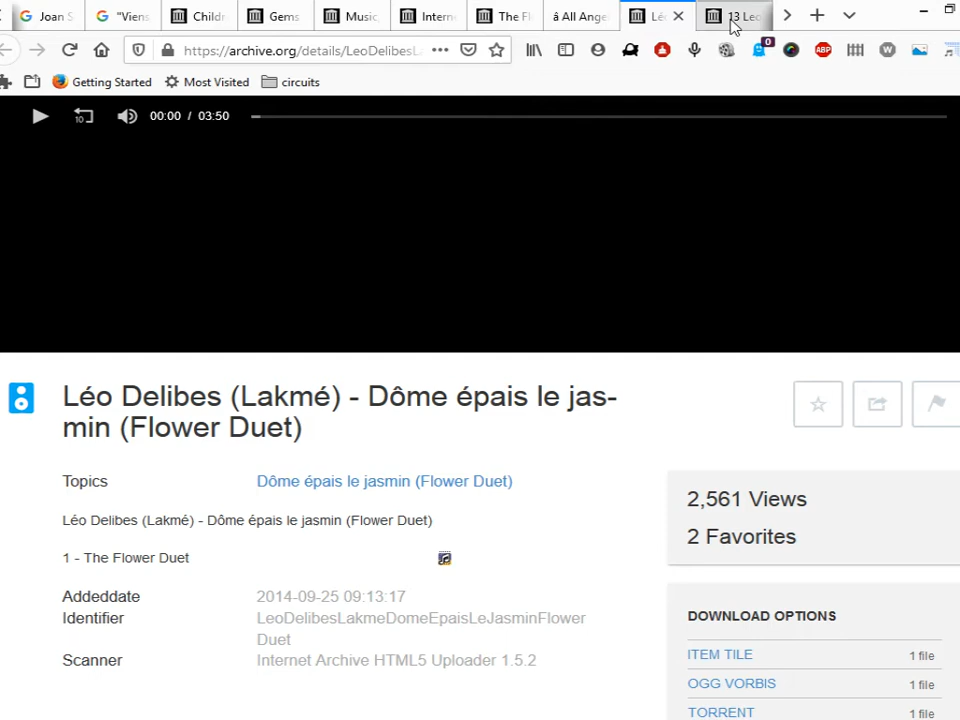 Joan S "Viens Childr Gems Music, Intern The Fl â All Ange Lé 13 Leo
https://archive.org/details/LeoDelibesL
0
ABP
W
Getting Started Most Visited circuits
10 00:00 / 03:50
Léo Delibes (Lakmé) - Dôme épais le jas-
min (Flower Duet)
Topics Dôme épais le jasmin (Flower Duet)
Léo Delibes (Lakmé) - Dôme épais le jasmin (Flower Duet)
1 - The Flower Duet
Addeddate 2014-09-25 09:13:17
Identifier LeoDelibesLakmeDomeEpaisLeJasminFlower
Duet
Scanner Internet Archive HTML5 Uploader 1.5.2
2,561 Views
2 Favorites
DOWNLOAD OPTIONS
ITEM TILE 1 file
OGG VORBIS 1 file
TORRENT 1 file